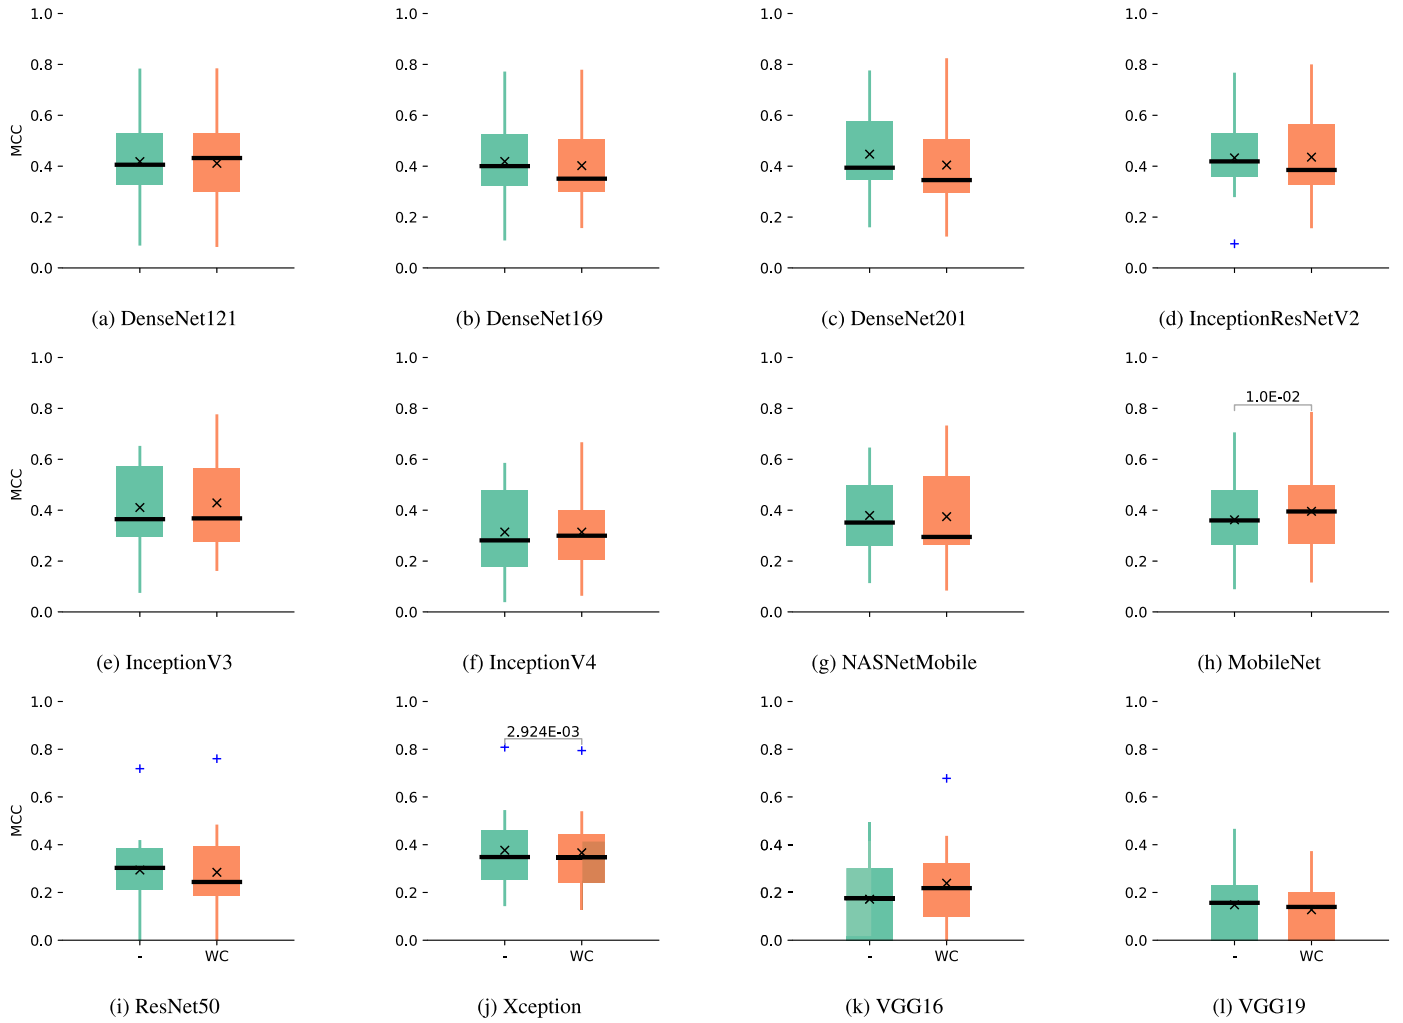 1.0 1.0 1.0 1.0
0.8 0.8 0.8 0.8
0.6 0.6 0.6 0.6
MCC
0.4 0.4 0.4 0.4
0.2 0.2 0.2 0.2
0.0 0.0 0.0 0.0
(a) DenseNet121 (b) DenseNet169 (c) DenseNet201 (d) InceptionResNetV2
1.0 1.0 1.0 1.0
1.0E-02
0.8 0.8 0.8 0.8
0.6 0.6 0.6 0.6
MCC
0.4 0.4 0.4 0.4
0.2 0.2 0.2 0.2
0.0 0.0 0.0 0.0
(e) InceptionV3 (f) InceptionV4 (g) NASNetMobile (h) MobileNet
1.0 1.0 1.0 1.0
2.924E-03
0.8 0.8 0.8 0.8
0.6 0.6 0.6 0.6
MCC
0.4 0.4 0.4 0.4
0.2 0.2 0.2 0.2
0.0 0.0 0.0 0.0
- WC - WC - WC - WC
(i) ResNet50 (j) Xception (k) VGG16 (l) VGG19